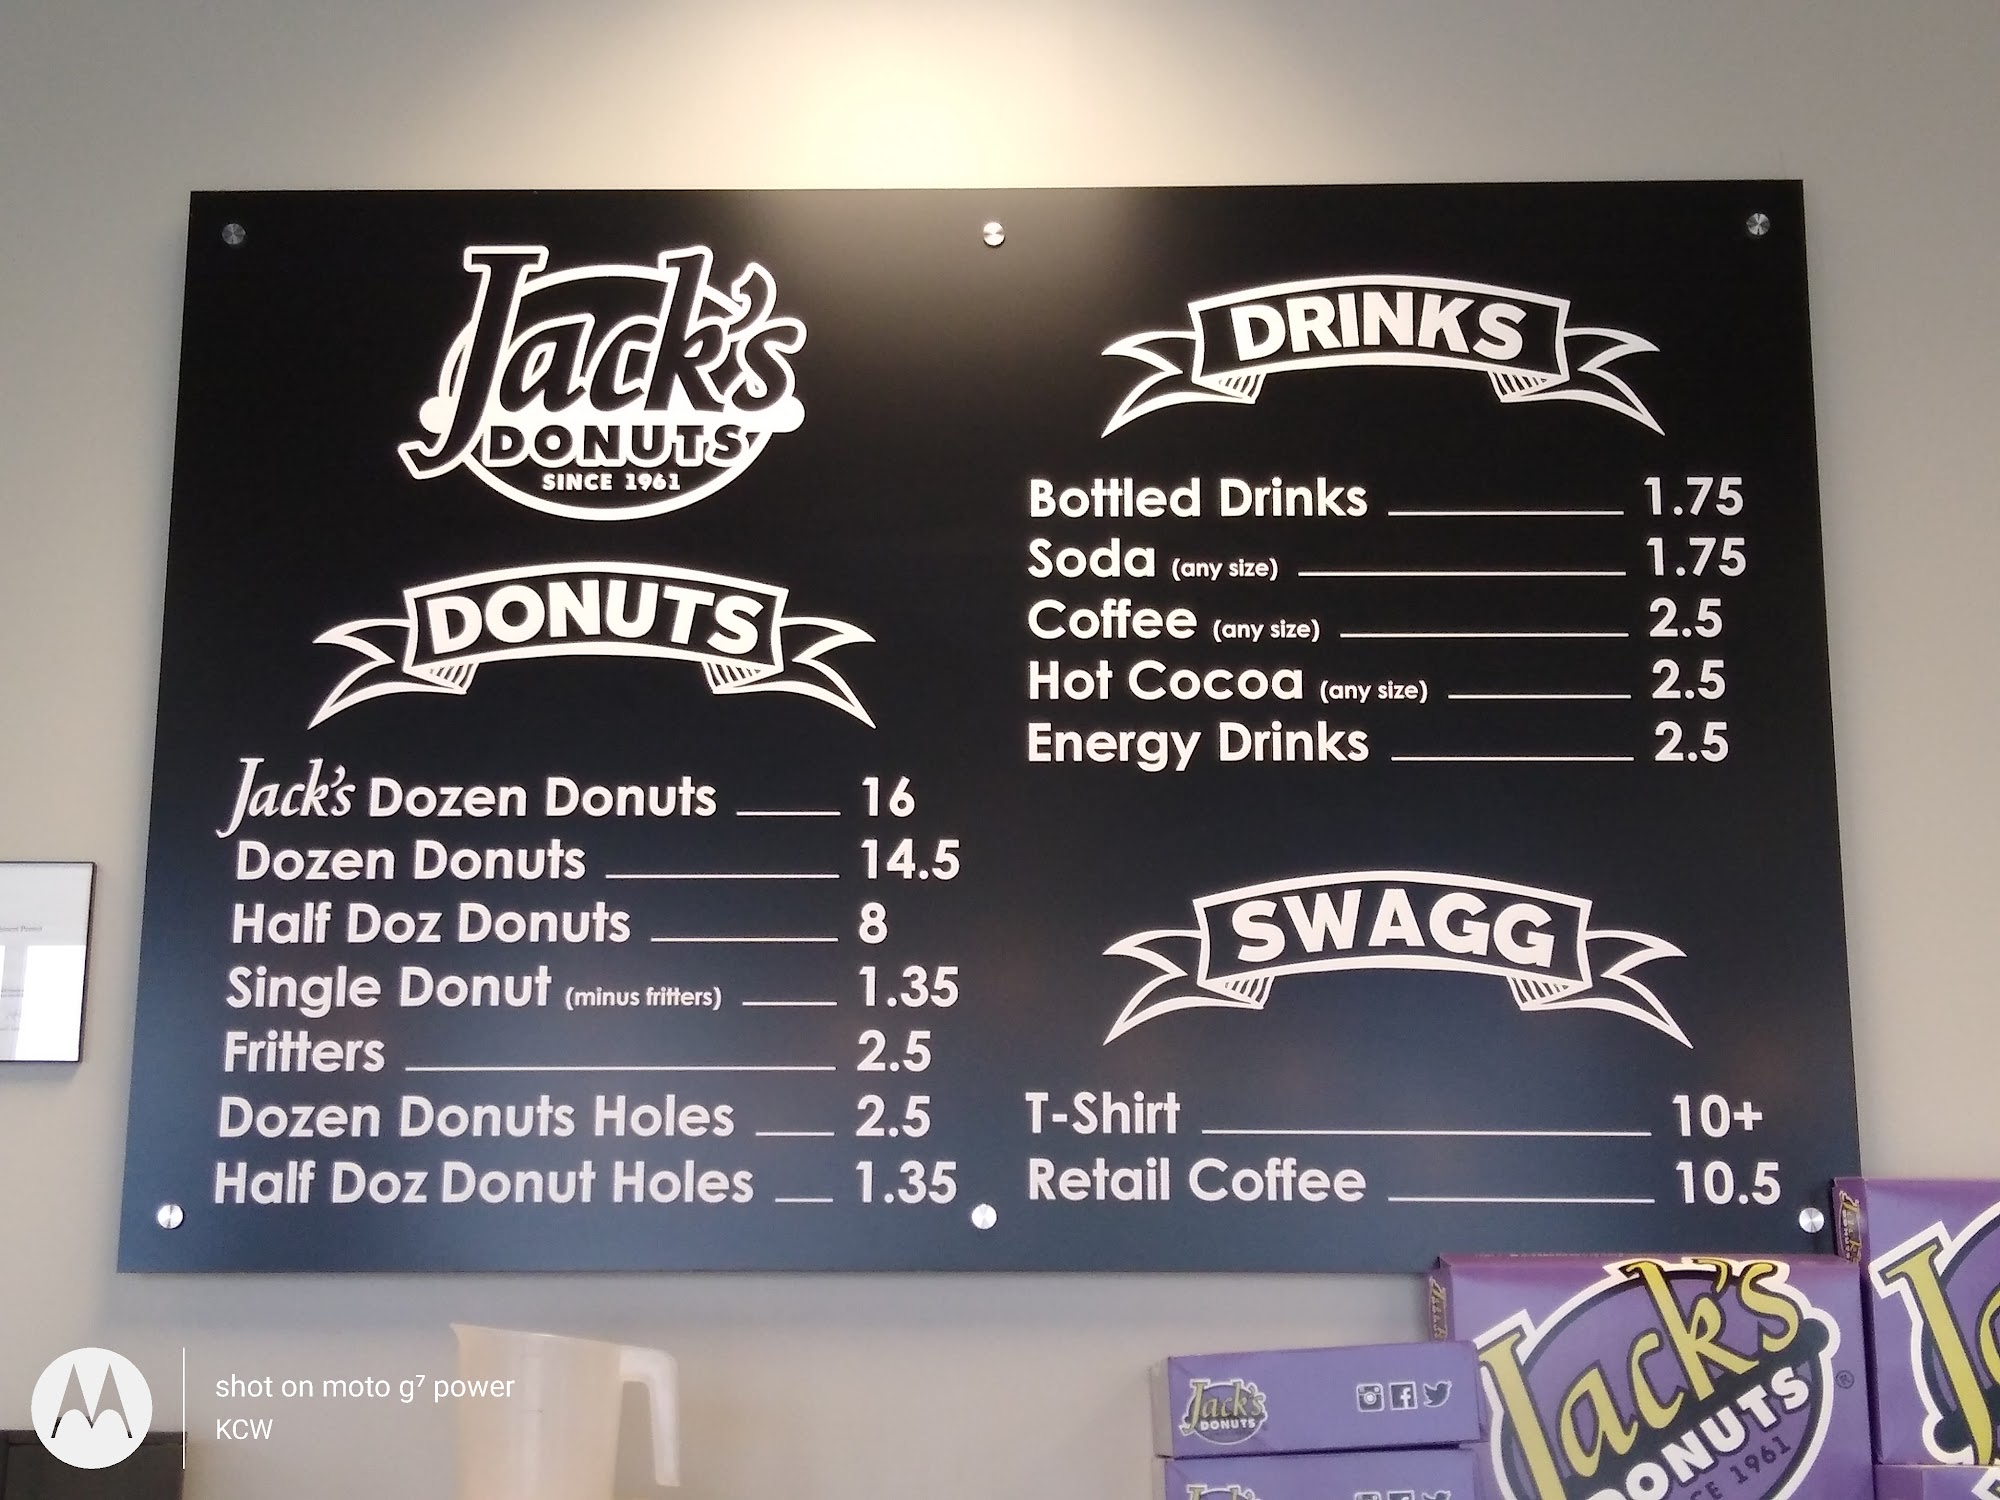 Jack's
DONUTS
SINCE 1961
DONUTS
Jack's Dozen Donuts 16
Dozen Donuts 14.5
Half Doz Donuts 8
Single Donut (minus fritters) 1.35
Fritters 2.5
Dozen Donuts Holes 2.5
Half Doz Donut Holes 1.35
DRINKS
Bottled Drinks 1.75
Soda (any size) 1.75
Coffee (any size) 2.5
Hot Cocoa (any size) 2.5
Energy Drinks 2.5
SWAGG
T-Shirt 10+
Retail Coffee 10.5
Jack's
DONUTS
Jack's
Jack's
DONUTS
CE 1961
shot on moto g⁷ power
KCW